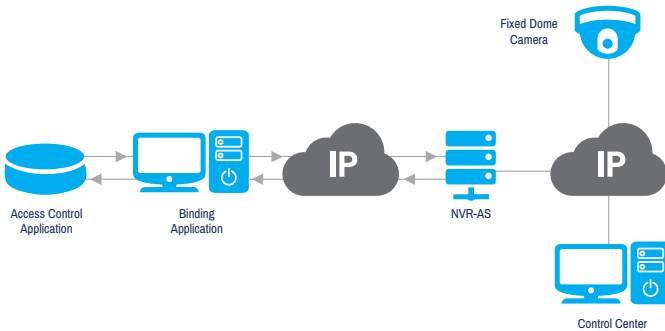 Fixed Dome
Camera
IP
IP
Access Control
Application
Binding
Application
NVR-AS
Control Center